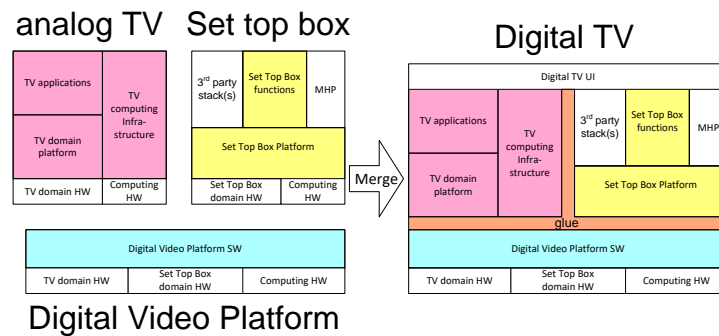 analog TV
TV applications
TV domain
platform
TV
computing
Infra-
structure
TV domain HW
Computing
HW
Set top box
3rd party
stack(s)
Set Top Box
functions
MHP
Set Top Box Platform
Set Top Box
domain HW
Computing
HW
Digital Video Platform SW
TV domain HW
Set Top Box
domain HW
Computing HW
Digital Video Platform
Merge
Digital TV
Digital TV UI
TV applications
TV domain
platform
TV
computing
Infra-
structure
3rd party
stack(s)
Set Top Box
functions
MHP
Set Top Box Platform
glue
Digital Video Platform SW
TV domain HW
Set Top Box
domain HW
Computing HW